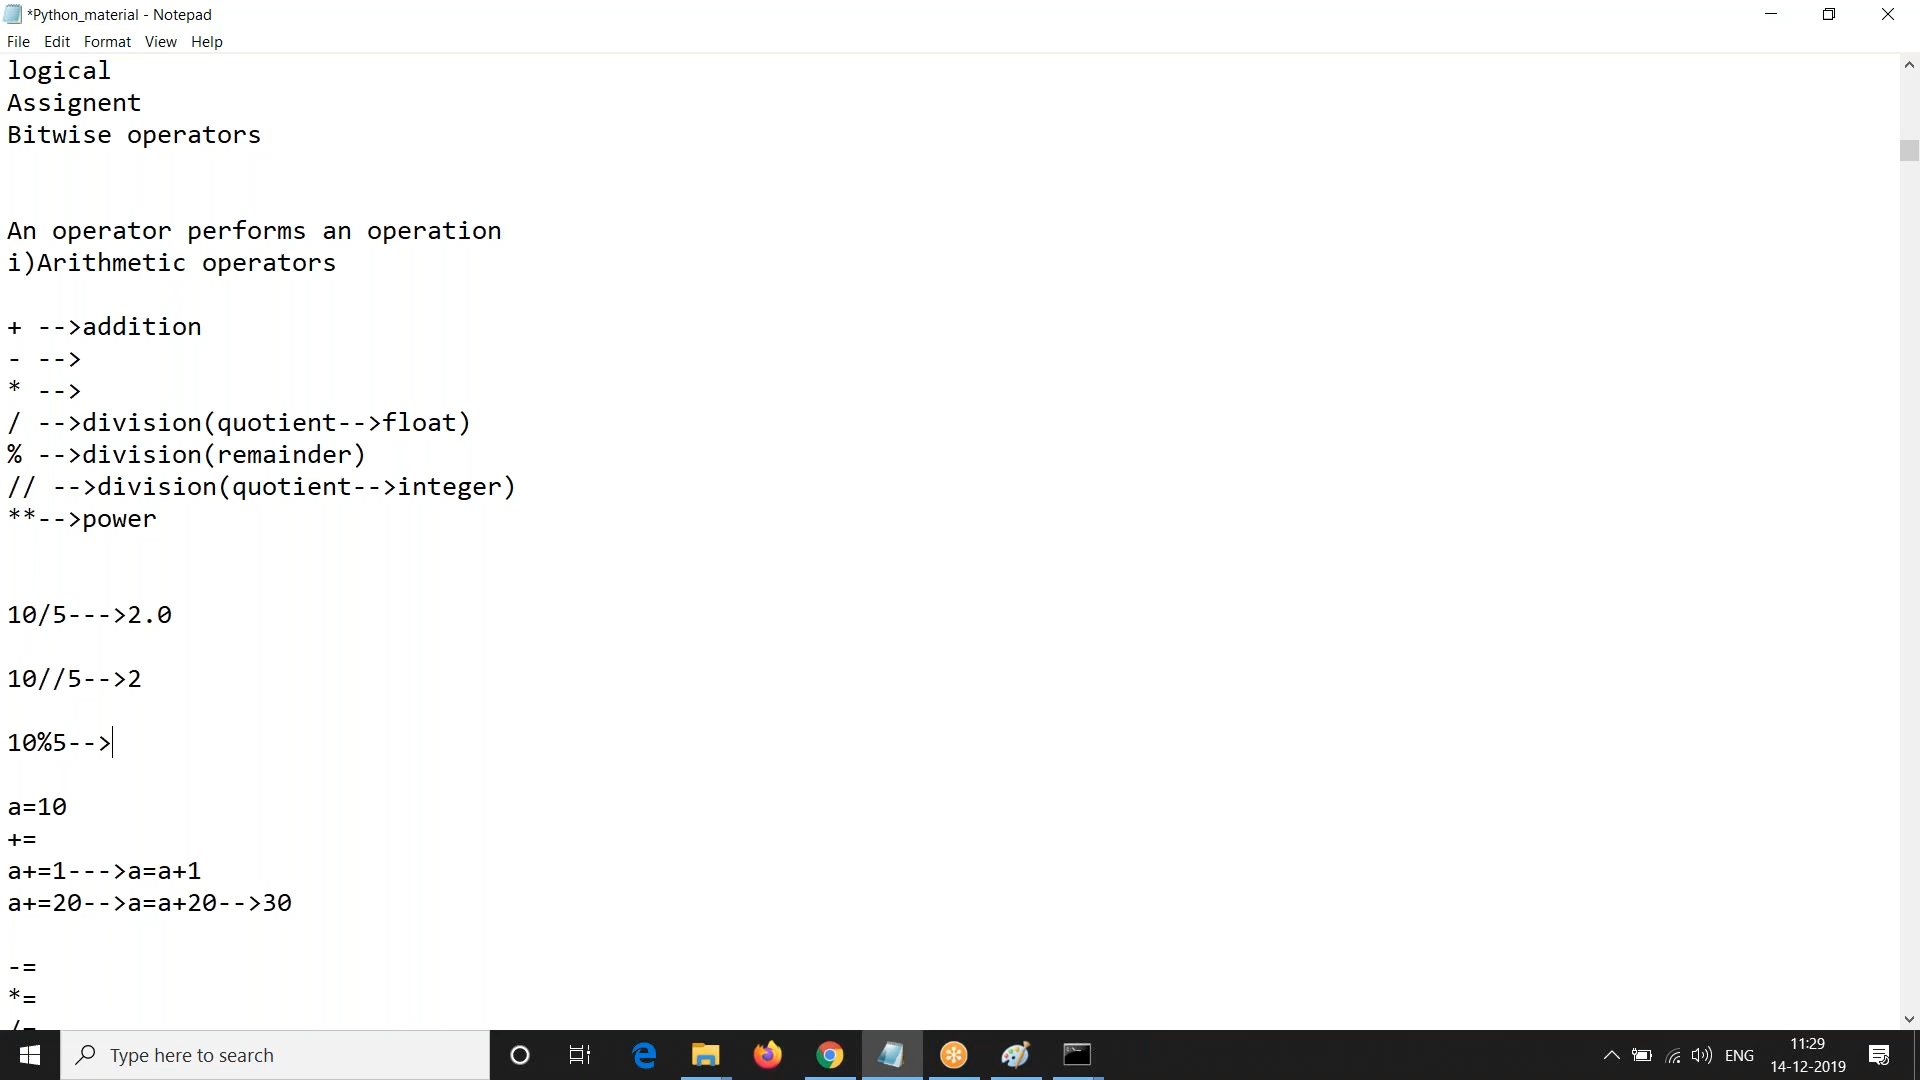 *Python_material - Notepad
File Edit Format View Help
logical
Assignent
Bitwise operators
An operator performs an operation
i)Arithmetic operators
+ -->addition
- -->
* -->
/ -->division(quotient-->float)
% -->division(remainder)
// -->division(quotient-->integer)
**-->power
10/5--->2.0
10//5-->2
10%5-->
a=10
+=
a+=1--->a=a+1
a+=20-->a=a+20-->30
-=
*=
/=
Type here to search
ENG
11:29
14-12-2019